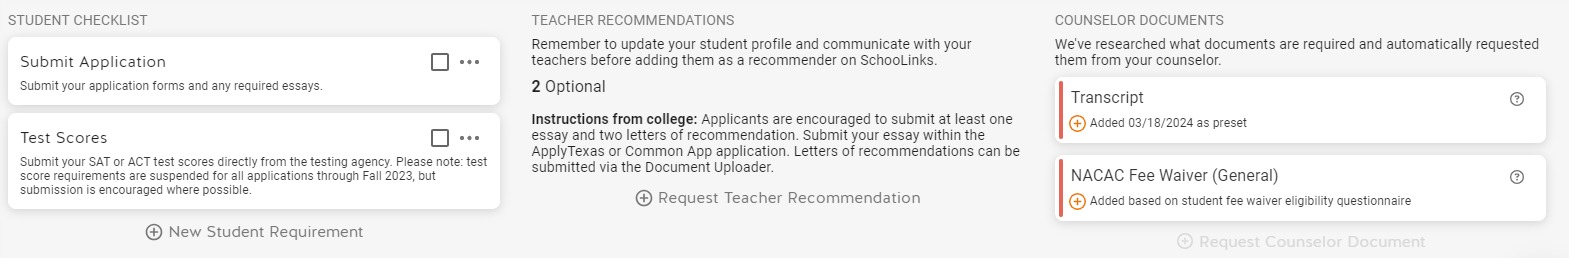 STUDENT CHECKLIST
Submit Application
Submit your application forms and any required essays.
Test Scores
Submit your SAT or ACT test scores directly from the testing agency. Please note: test
score requirements are suspended for all applications through Fall 2023, but
submission is encouraged where possible.
New Student Requirement
TEACHER RECOMMENDATIONS
Remember to update your student profile and communicate with your
teachers before adding them as a recommender on SchooLinks.
2 Optional
Instructions from college: Applicants are encouraged to submit at least one
essay and two letters of recommendation. Submit your essay within the
ApplyTexas or Common App application. Letters of recommendations can be
submitted via the Document Uploader.
Request Teacher Recommendation
COUNSELOR DOCUMENTS
We've researched what documents are required and automatically requested
them from your counselor.
Transcript
Added 03/18/2024 as preset
NACAC Fee Waiver (General)
Added based on student fee waiver eligibility questionnaire
Request Counselor Document